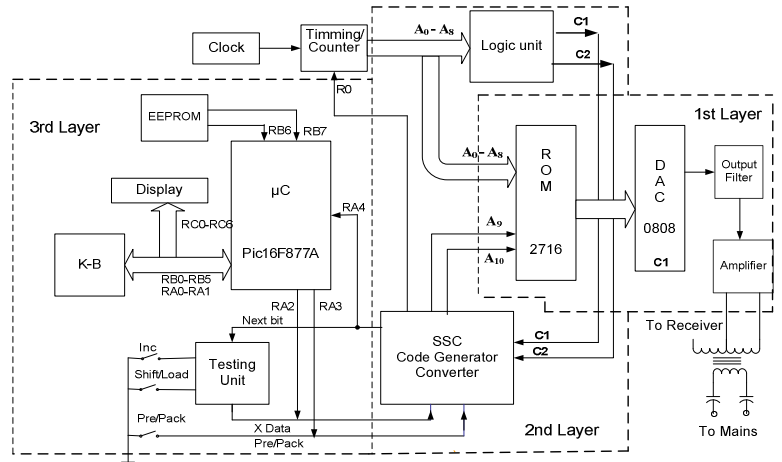 Clock
Timming/
Counter
A0 - A8
Logic unit
C1
C2
R0
3rd Layer
1st Layer
EEPROM
RB6
RB7
µC
Pic16F877A
Display
RC0-RC6
K-B
RB0-RB5
RA0-RA1
RA4
RA2
RA3
A0 - A8
A9
A10
ROM
2716
DAC
0808
C1
Output
Filter
Amplifier
To Receiver
To Mains
Next bit
SSC
Code Generator
Converter
C1
C2
Inc
Shift/Load
Pre/Pack
Testing
Unit
X Data
Pre/Pack
2nd Layer